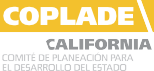 COPLADE
CALIFORNIA
COMITÉ DE PLANEACIÓN PARA
EL DESARROLLO DEL ESTADO